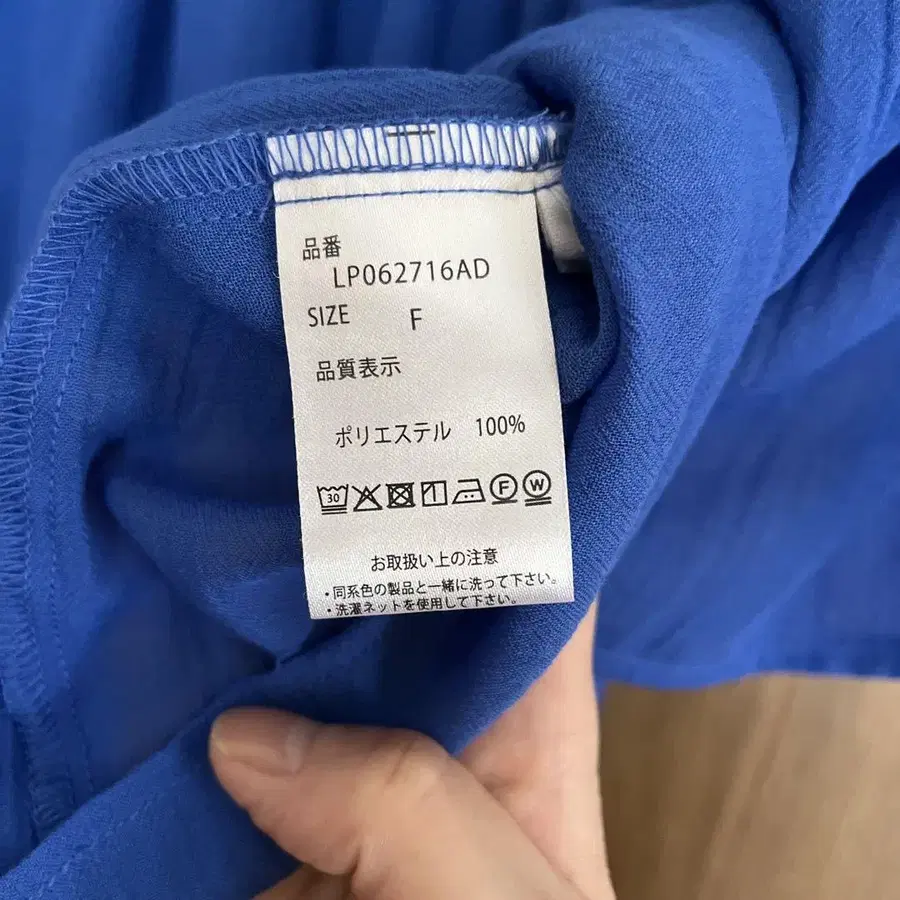 品番
LP062716AD
SIZE F
品質表示
ポリエステル 100%
30 F W
お取扱い上の注意
・同系色の製品と一緒に洗って下さい。
・洗濯ネットを使用して下さい。